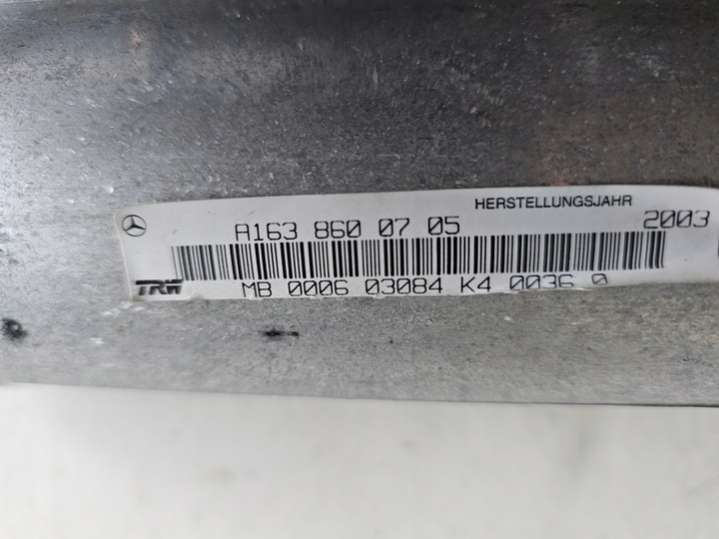 HERSTELLUNGSJAHR
A163 860 07 05 2003
TRW MB 0006 03084 K4 0036 0